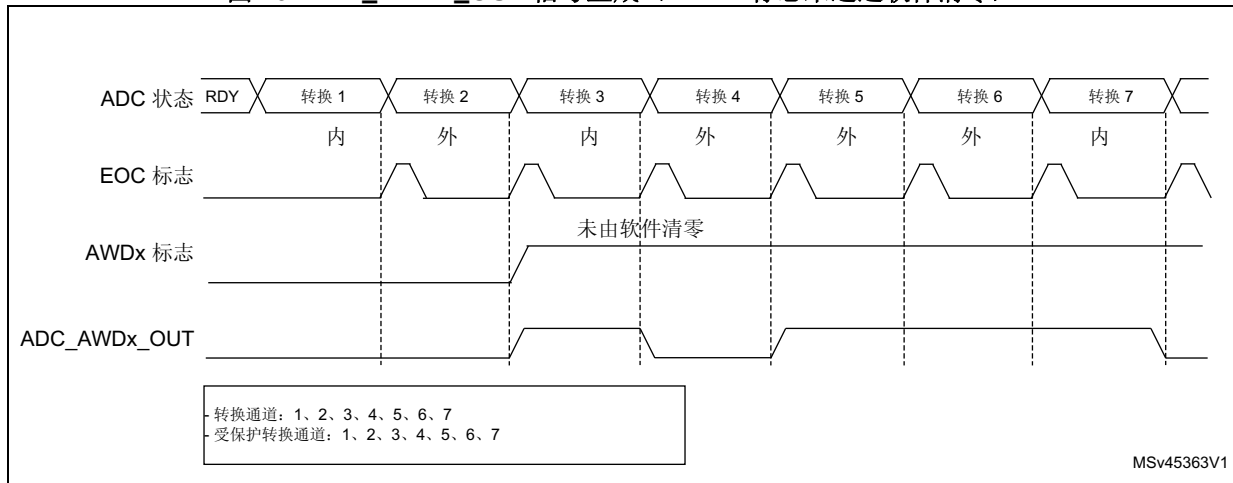 ADC 状态 RDY 转换 1 转换 2 转换 3 转换 4 转换 5 转换 6 转换 7
内 外 内 外 外 外 内
EOC 标志
未由软件清零
AWDx 标志
ADC_AWDx_OUT
- 转换通道：1、2、3、4、5、6、7
- 受保护转换通道：1、2、3、4、5、6、7
MSv45363V1